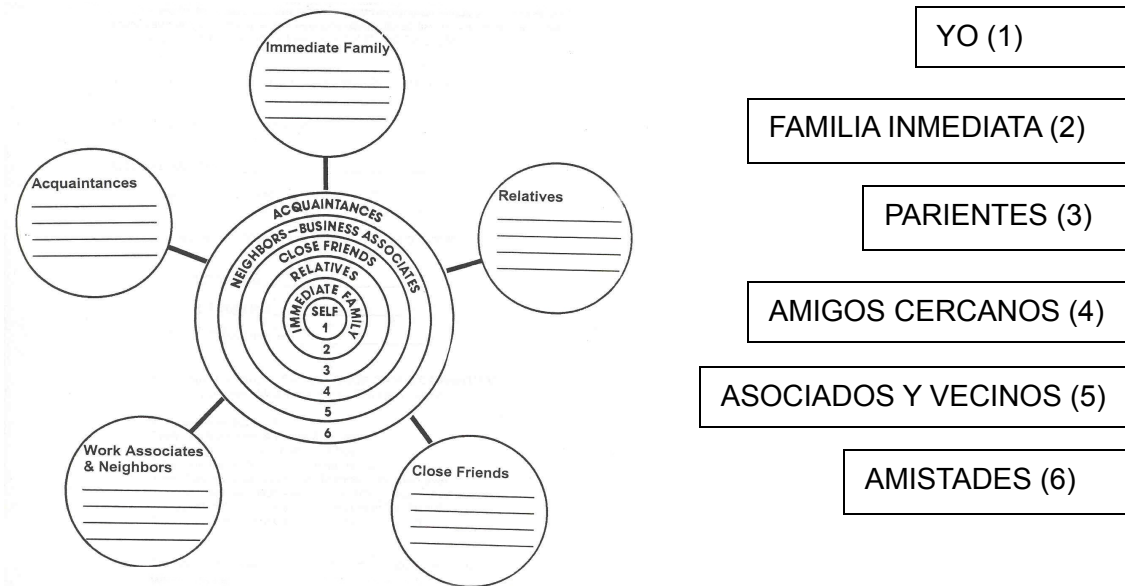 Immediate Family
Acquaintances
Relatives
ACQUAINTANCES
NEIGHBORS—BUSINESS ASSOCIATES
CLOSE FRIENDS
RELATIVES
IMMEDIATE FAMILY
SELF
1
2
3
4
5
6
Work Associates
& Neighbors
Close Friends
YO (1)
FAMILIA INMEDIATA (2)
PARIENTES (3)
AMIGOS CERCANOS (4)
ASOCIADOS Y VECINOS (5)
AMISTADES (6)